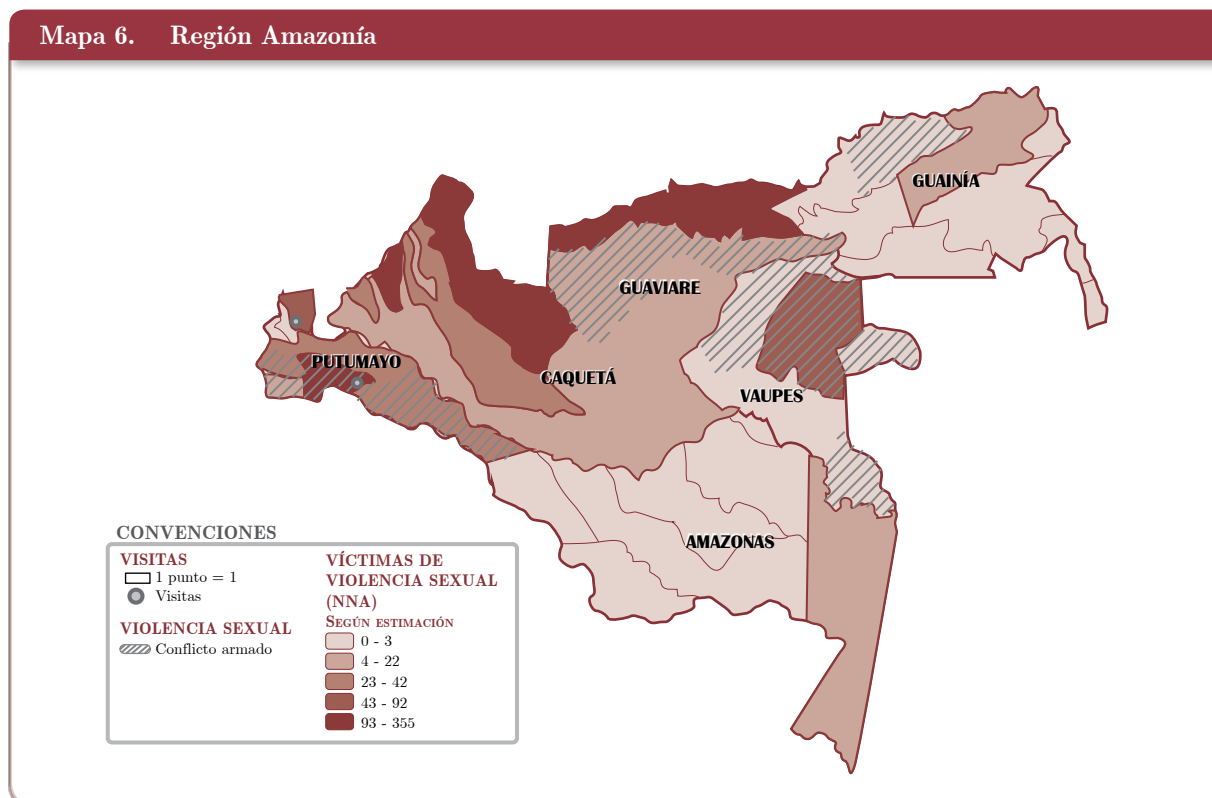 Mapa 6. Región Amazonía
GUAINÍA
GUAVIARE
PUTUMAYO
CAQUETÁ
VAUPES
AMAZONAS
CONVENCIONES
VISITAS
1 punto = 1
Visitas
VIOLENCIA SEXUAL
Conflicto armado
VÍCTIMAS DE
VIOLENCIA SEXUAL
(NNA)
Según estimación
0 - 3
4 - 22
23 - 42
43 - 92
93 - 355